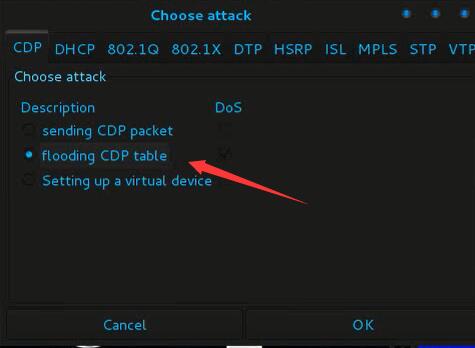 Choose attack
CDP DHCP 802.1Q 802.1X DTP HSRP ISL MPLS STP VTP
Choose attack
Description DoS
sending CDP packet
flooding CDP table
Setting up a virtual device
Cancel OK